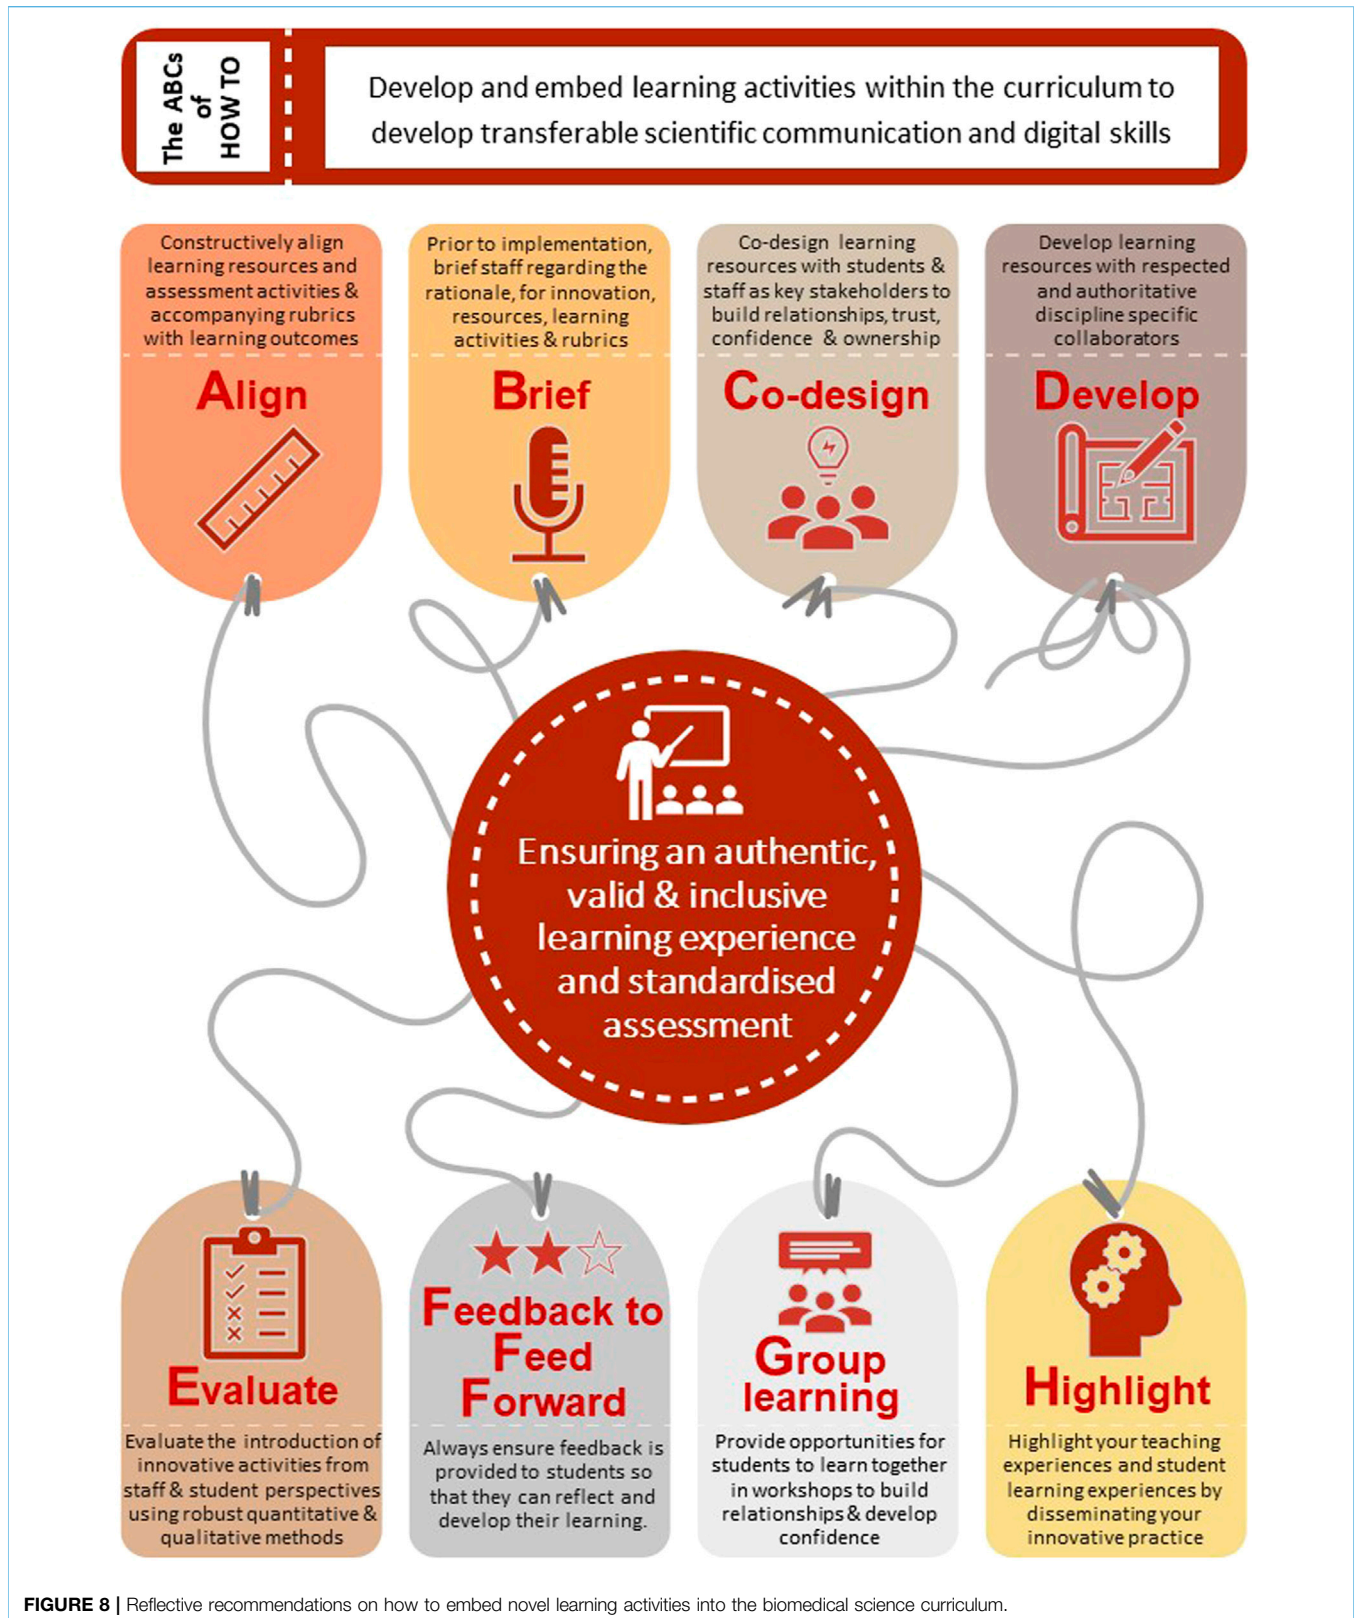 The ABCs
of
HOW TO
Develop and embed learning activities within the curriculum to
develop transferable scientific communication and digital skills
Constructively align
learning resources and
assessment activities &
accompanying rubrics
with learning outcomes
Align
Prior to implementation,
brief staff regarding the
rationale, for innovation,
resources, learning
activities & rubrics
Brief
Co-design learning
resources with students &
staff as key stakeholders to
build relationships, trust,
confidence & ownership
Co-design
Develop learning
resources with respected
and authoritative
discipline specific
collaborators
Develop
Ensuring an authentic,
valid & inclusive
learning experience
and standardised
assessment
Evaluate
Evaluate the introduction of
innovative activities from
staff & student perspectives
using robust quantitative &
qualitative methods
Feedback to
Feed
Forward
Always ensure feedback is
provided to students so
that they can reflect and
develop their learning.
Group
learning
Provide opportunities for
students to learn together
in workshops to build
relationships & develop
confidence
Highlight
Highlight your teaching
experiences and student
learning experiences by
disseminating your
innovative practice
FIGURE 8 | Reflective recommendations on how to embed novel learning activities into the biomedical science curriculum.